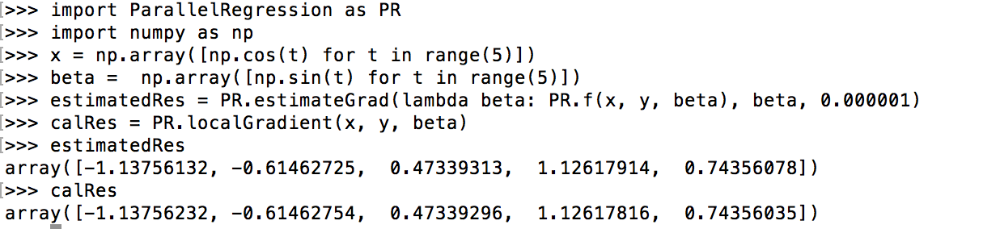 >>> import ParallelRegression as PR
>>> import numpy as np
>>> x = np.array([np.cos(t) for t in range(5)])
>>> beta =  np.array([np.sin(t) for t in range(5)])
>>> estimatedRes = PR.estimateGrad(lambda beta: PR.f(x, y, beta), beta, 0.000001)
>>> calRes = PR.localGradient(x, y, beta)
>>> estimatedRes
array([-1.13756132, -0.61462725,  0.47339313,  1.12617914,  0.74356078])
>>> calRes
array([-1.13756232, -0.61462754,  0.47339296,  1.12617816,  0.74356035])